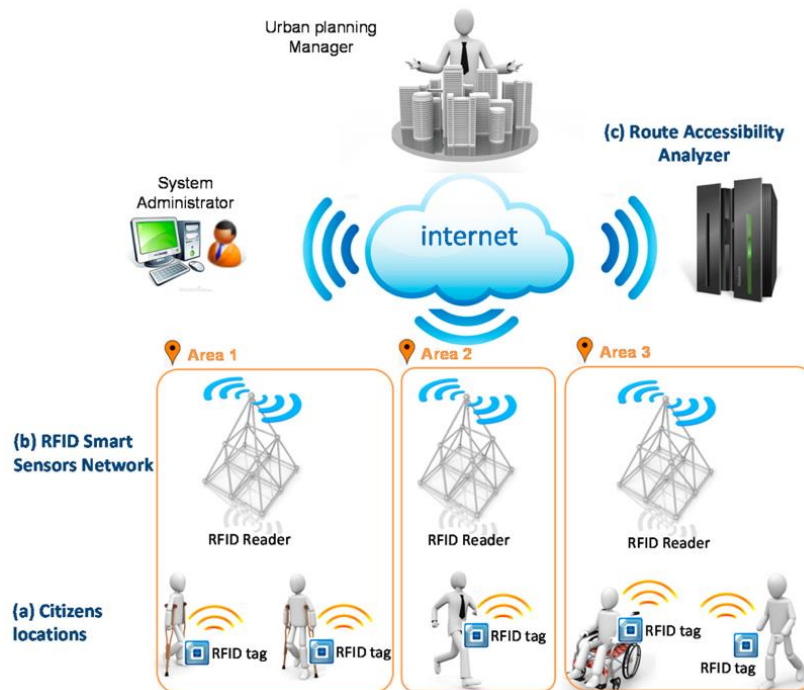 Urban planning
Manager
(c) Route Accessibility
Analyzer
System
Administrator
internet
Area 1
Area 2
Area 3
(b) RFID Smart
Sensors Network
RFID Reader
RFID Reader
RFID Reader
(a) Citizens
locations
RFID tag
RFID tag
RFID tag
RFID tag
RFID tag